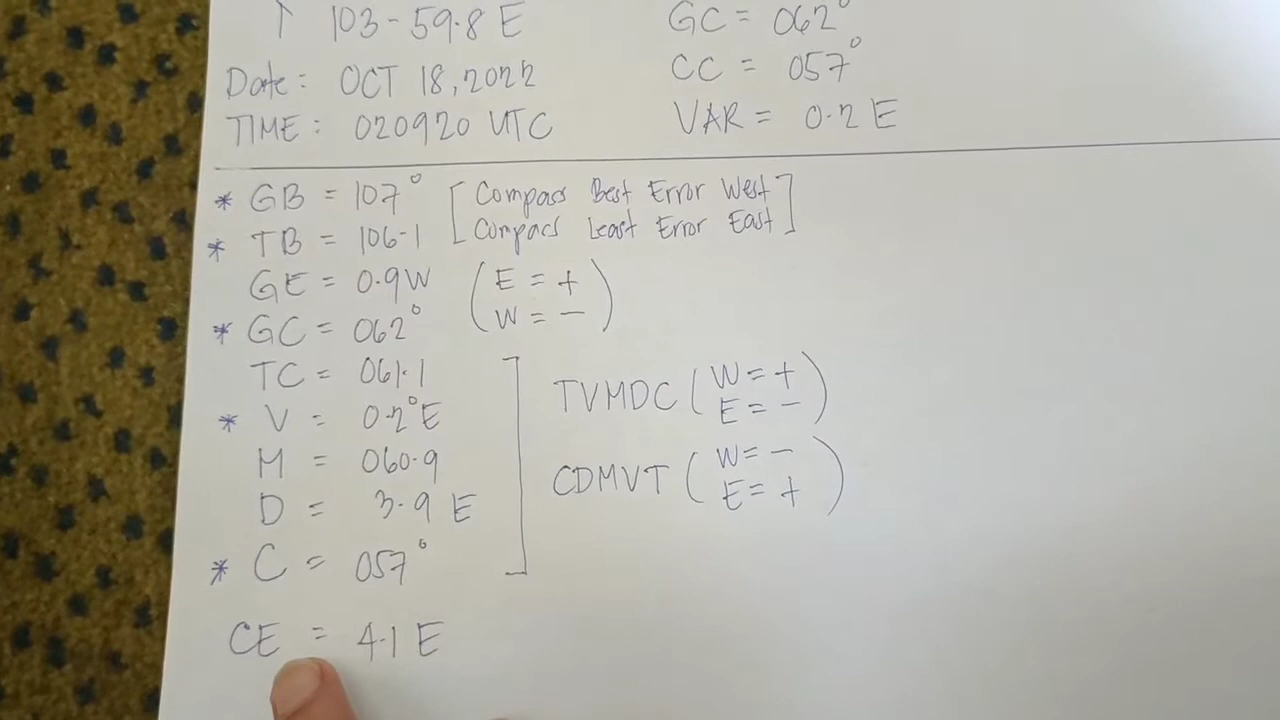 λ 103-59.8 E
GC = 062°
Date: OCT 18, 2022
CC = 057°
TIME: 020920 UTC
VAR = 0.2 E
* GB = 107° [Compass Best Error West
* TB = 106.1 Compass Least Error East]
GE = 0.9W (E = +
W = -)
* GC = 062°
TC = 061.1
TVMDC (W = +
E = -)
* V = 0.2°E
M = 060.9
CDMVT (W = -
E = +)
D = 3.9 E
* C = 057°
CE = 4.1 E